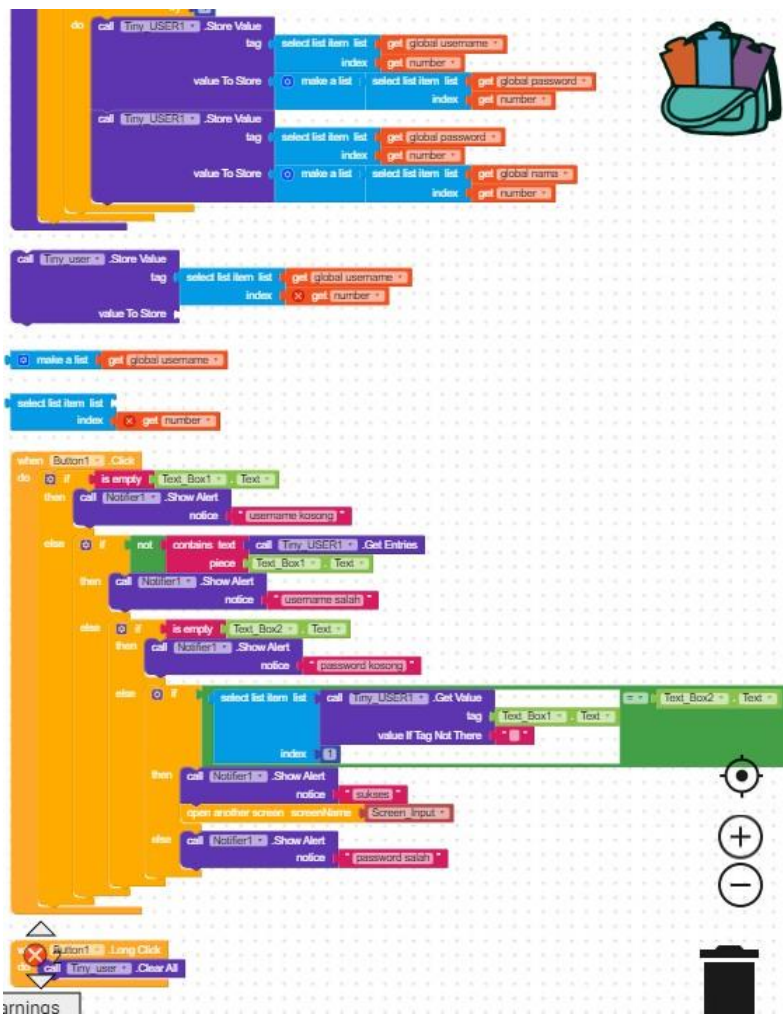 do call Tiny_USER1 .Store Value
tag select list item list get global username
index get number
value To Store make a list select list item list get global password
index get number
call Tiny_USER1 .Store Value
tag select list item list get global password
index get number
value To Store make a list select list item list get global nama
index get number
call Tiny_user .Store Value
tag select list item list get global username
index get number
value To Store
make a list get global username
select list item list
index get number
when Button1 .Click
do if is empty Text_Box1 . Text
then call Notifier1 .Show Alert
notice " username kosong "
else if not contains text call Tiny_USER1 .Get Entries
piece Text_Box1 . Text
then call Notifier1 .Show Alert
notice " username salah "
else if is empty Text_Box2 . Text
then call Notifier1 .Show Alert
notice " password kosong "
else if select list item list call Tiny_USER1 .Get Value = Text_Box2 . Text
tag Text_Box1 . Text
value If Tag Not There " "
index 1
then call Notifier1 .Show Alert
notice " sukses "
open another screen screenName Screen_Input
else call Notifier1 .Show Alert
notice " password salah "
Button1 .Long Click
do call Tiny_user .Clear All
arnings